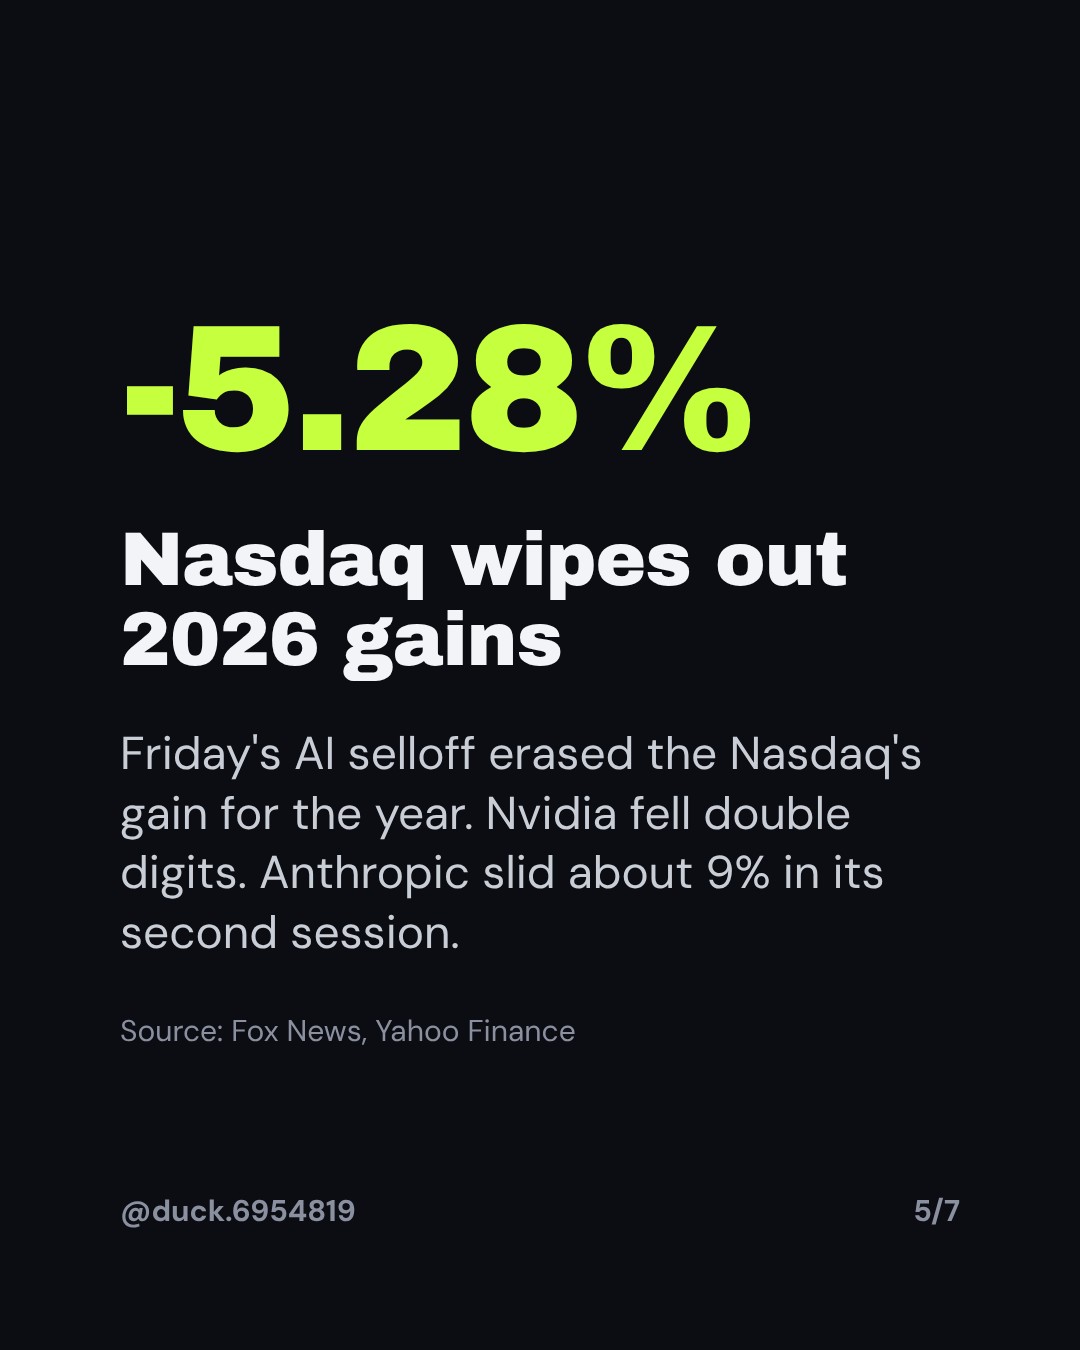 -5.28%
Nasdaq wipes out
2026 gains
Friday's AI selloff erased the Nasdaq's
gain for the year. Nvidia fell double
digits. Anthropic slid about 9% in its
second session.
Source: Fox News, Yahoo Finance
@duck.6954819
5/7